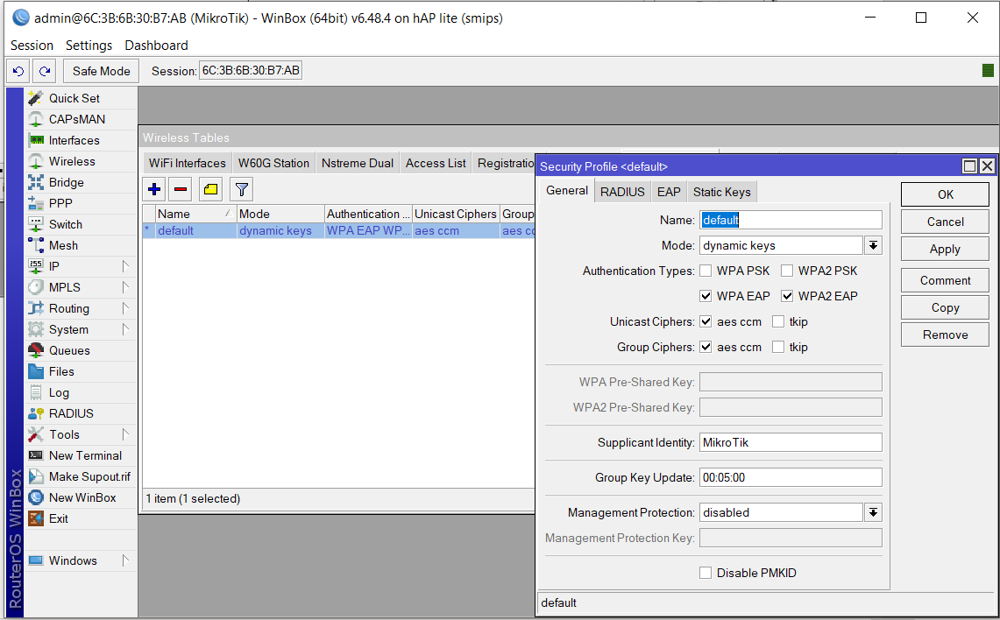 admin@6C:3B:6B:30:B7:AB (MikroTik) - WinBox (64bit) v6.48.4 on hAP lite (smips)
Session Settings Dashboard
Safe Mode Session: 6C:3B:6B:30:B7:AB
RouterOS WinBox
Quick Set
CAPsMAN
Interfaces
Wireless
Bridge
PPP
Switch
Mesh
IP
MPLS
Routing
System
Queues
Files
Log
RADIUS
Tools
New Terminal
Make Supout.rif
New WinBox
Exit
Windows
Wireless Tables
WiFi Interfaces W60G Station Nstreme Dual Access List Registratio
Name Mode Authentication ... Unicast Ciphers Group
* default dynamic keys WPA EAP WP... aes ccm aes cc
1 item (1 selected)
Security Profile <default>
General RADIUS EAP Static Keys
Name: default
Mode: dynamic keys
Authentication Types: WPA PSK WPA2 PSK
WPA EAP WPA2 EAP
Unicast Ciphers: aes ccm tkip
Group Ciphers: aes ccm tkip
WPA Pre-Shared Key:
WPA2 Pre-Shared Key:
Supplicant Identity: MikroTik
Group Key Update: 00:05:00
Management Protection: disabled
Management Protection Key:
Disable PMKID
OK
Cancel
Apply
Comment
Copy
Remove
default